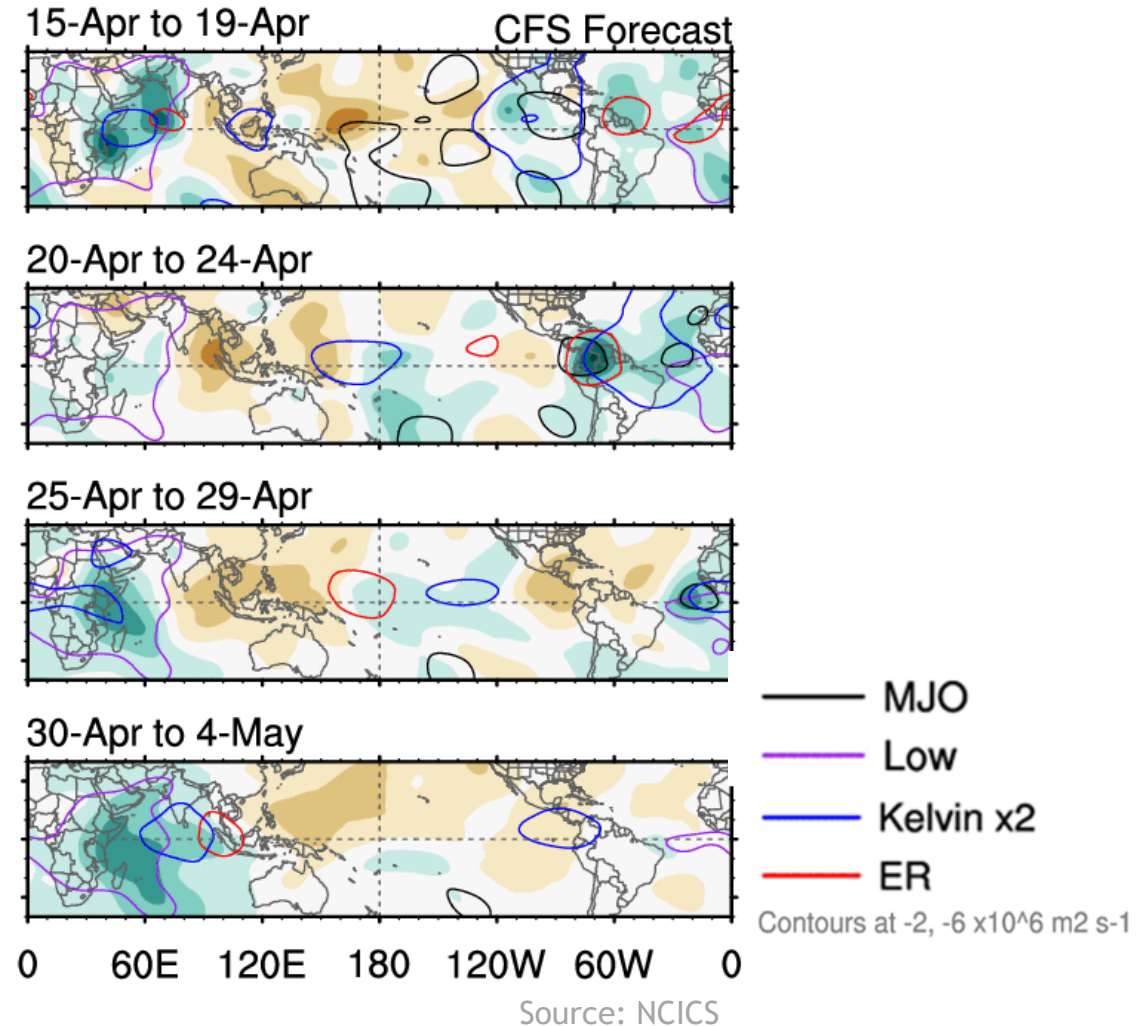 15-Apr to 19-Apr CFS Forecast
20-Apr to 24-Apr
25-Apr to 29-Apr
30-Apr to 4-May
0 60E 120E 180 120W 60W 0
MJO
Low
Kelvin x2
ER
Contours at -2, -6 x10^6 m2 s-1
Source: NCICS